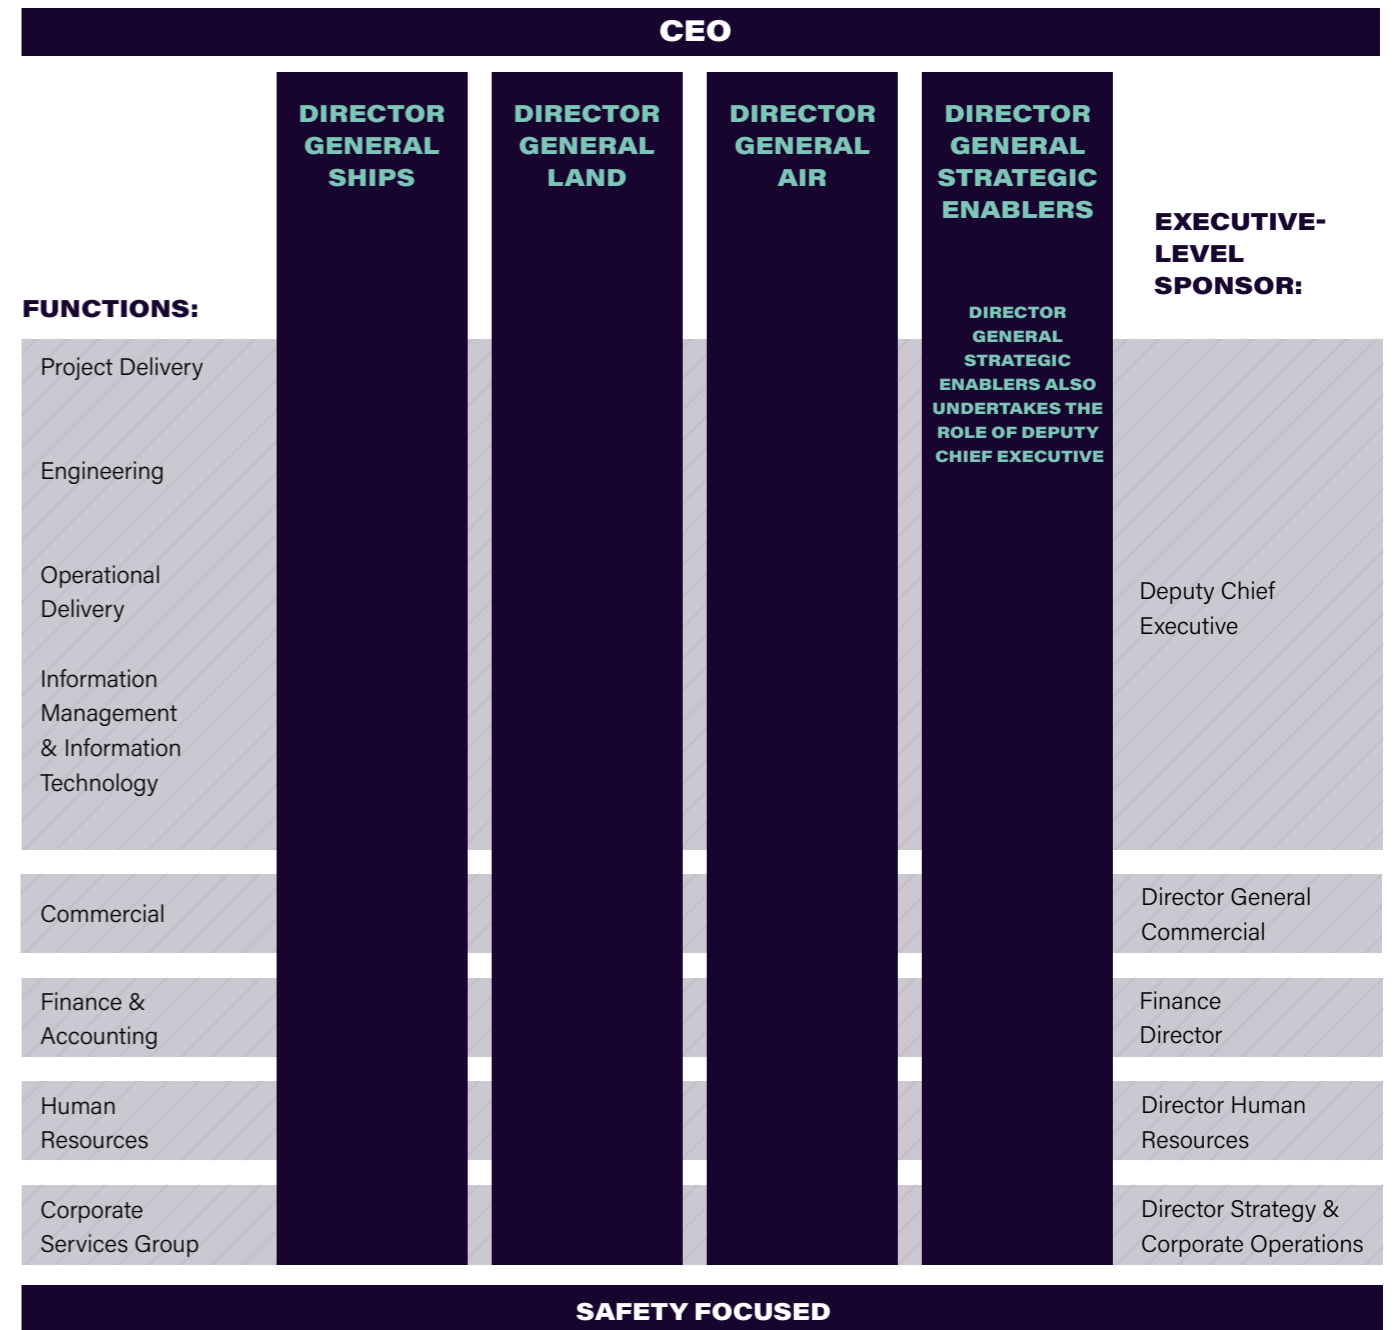 CEO
DIRECTOR
GENERAL
SHIPS
DIRECTOR
GENERAL
LAND
DIRECTOR
GENERAL
AIR
DIRECTOR
GENERAL
STRATEGIC
ENABLERS
DIRECTOR
GENERAL
STRATEGIC
ENABLERS ALSO
UNDERTAKES THE
ROLE OF DEPUTY
CHIEF EXECUTIVE
EXECUTIVE-
LEVEL
SPONSOR:
FUNCTIONS:
Project Delivery
Engineering
Operational
Delivery
Information
Management
& Information
Technology
Deputy Chief
Executive
Commercial
Director General
Commercial
Finance &
Accounting
Finance
Director
Human
Resources
Director Human
Resources
Corporate
Services Group
Director Strategy &
Corporate Operations
SAFETY FOCUSED